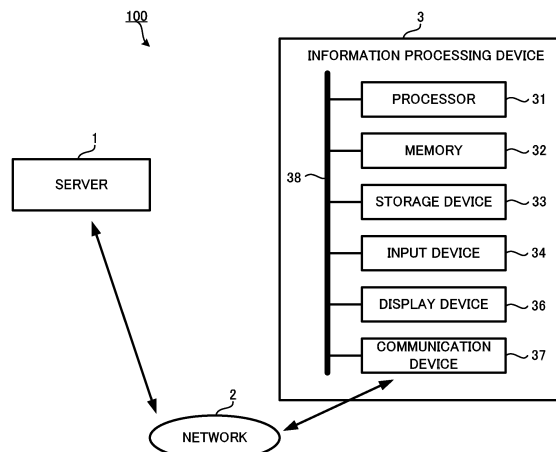 100
3
INFORMATION PROCESSING DEVICE
PROCESSOR
31
1
SERVER
38
MEMORY
32
STORAGE DEVICE
33
INPUT DEVICE
34
DISPLAY DEVICE
36
COMMUNICATION
DEVICE
37
2
NETWORK